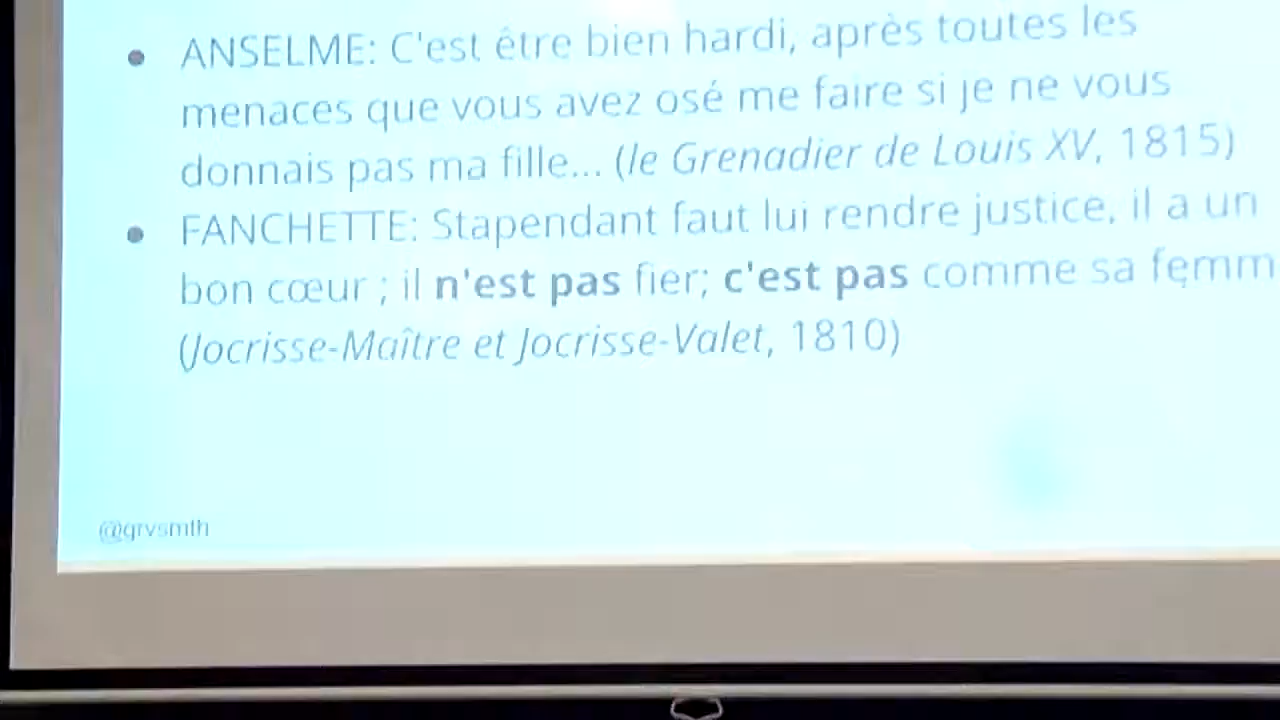 ANSELME: C'est être bien hardi, après toutes les
menaces que vous avez osé me faire si je ne vous
donnais pas ma fille... (le Grenadier de Louis XV, 1815)
FANCHETTE: Stapendant faut lui rendre justice, il a un
bon cœur ; il n'est pas fier; c'est pas comme sa femm
(Jocrisse-Maître et Jocrisse-Valet, 1810)
@grvsmth